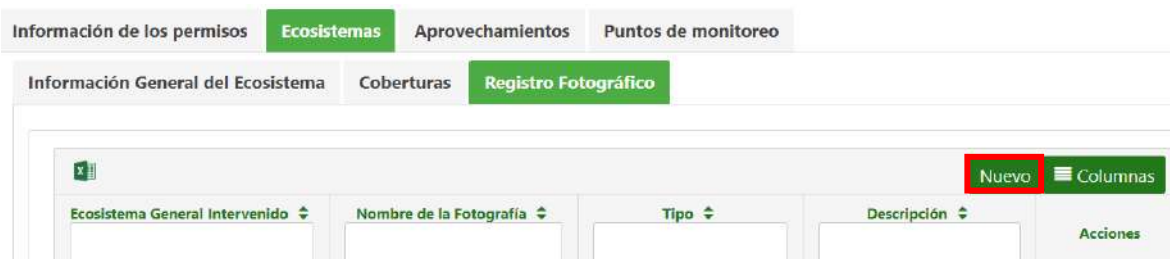 Información de los permisos Ecosistemas Aprovechamientos Puntos de monitoreo
Información General del Ecosistema Coberturas Registro Fotográfico
Nuevo Columnas
Ecosistema General Intervenido Nombre de la Fotografía Tipo Descripción Acciones